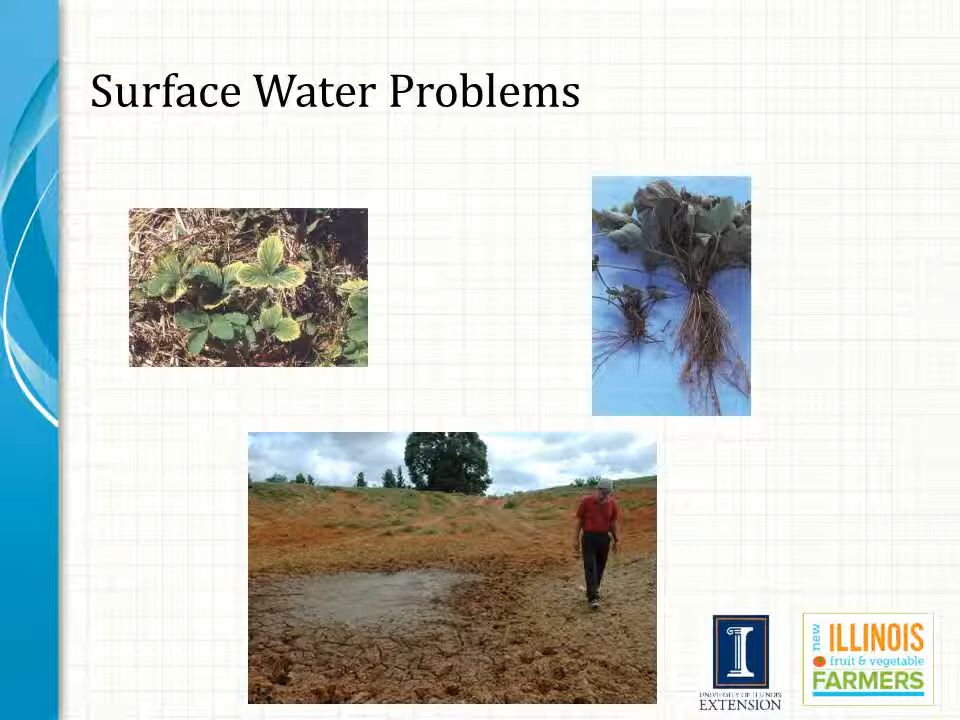 Surface Water Problems
UNIVERSITY OF ILLINOIS
EXTENSION
new
ILLINOIS
fruit & vegetable
FARMERS